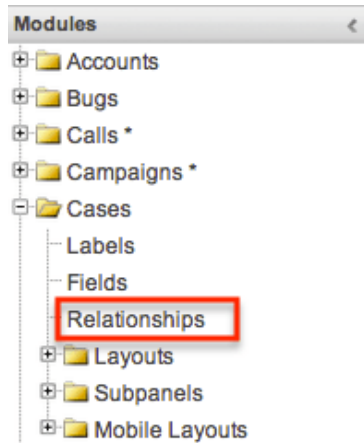 Modules
Accounts
Bugs
Calls *
Campaigns *
Cases
Labels
Fields
Relationships
Layouts
Subpanels
Mobile Layouts